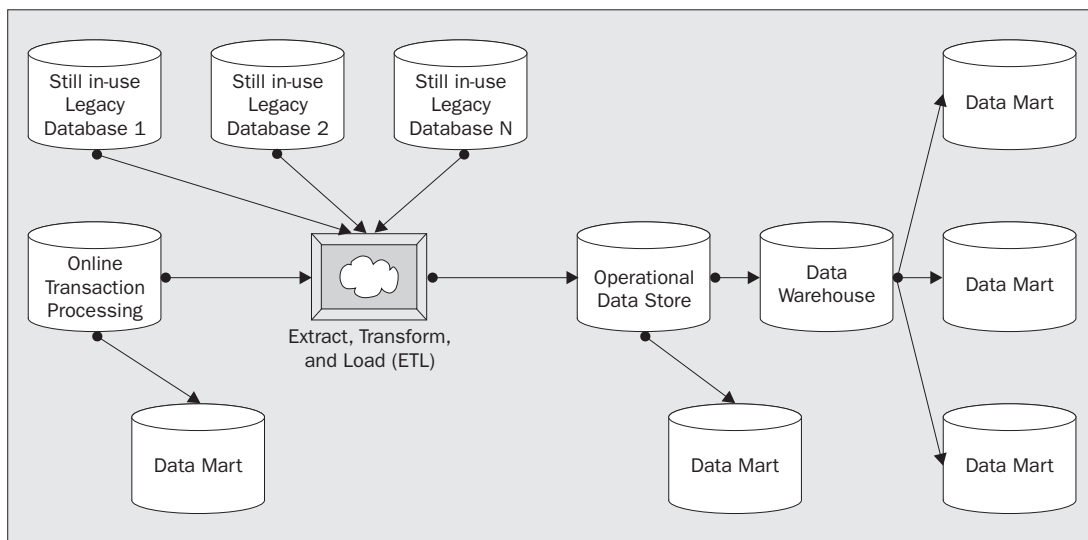 Still in-use
Legacy
Database 1
Still in-use
Legacy
Database 2
Still in-use
Legacy
Database N
Data Mart
Online
Transaction
Processing
Extract, Transform,
and Load (ETL)
Operational
Data Store
Data
Warehouse
Data Mart
Data Mart
Data Mart
Data Mart